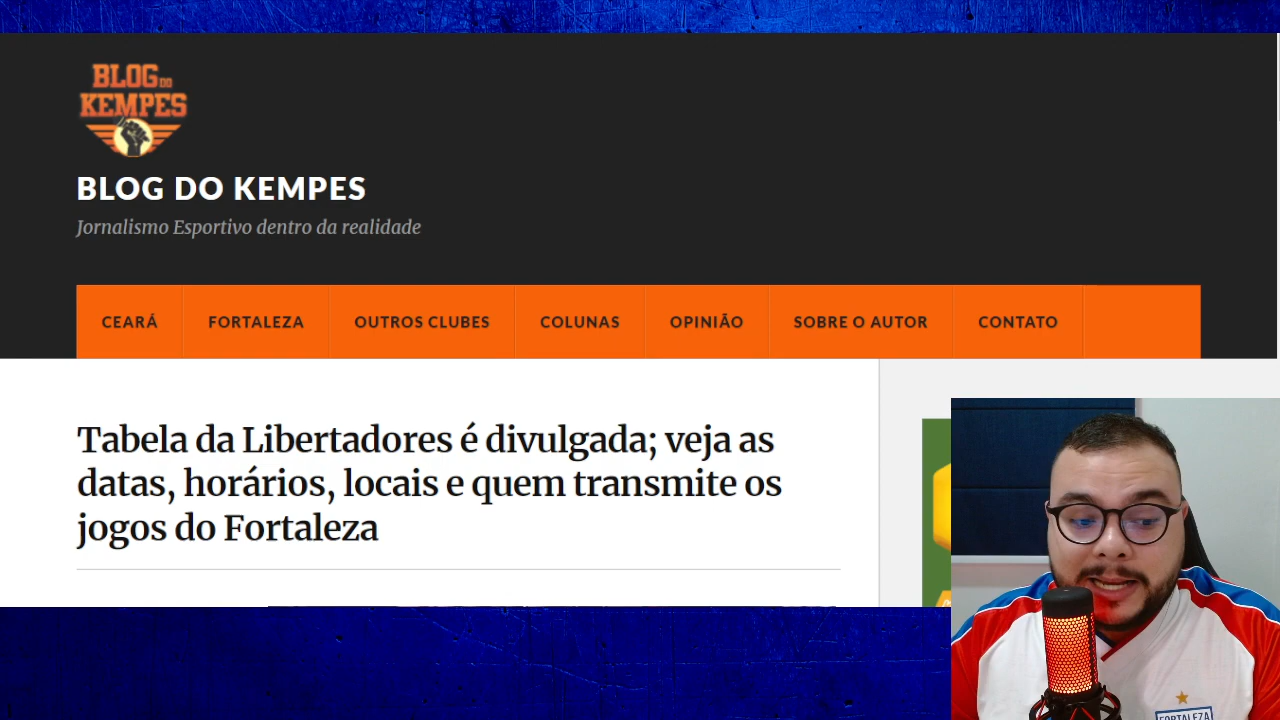 BLOG DO
KEMPES
BLOG DO KEMPES
Jornalismo Esportivo dentro da realidade
CEARÁ FORTALEZA OUTROS CLUBES COLUNAS OPINIÃO SOBRE O AUTOR CONTATO
Tabela da Libertadores é divulgada; veja as
datas, horários, locais e quem transmite os
jogos do Fortaleza
FORTALEZA